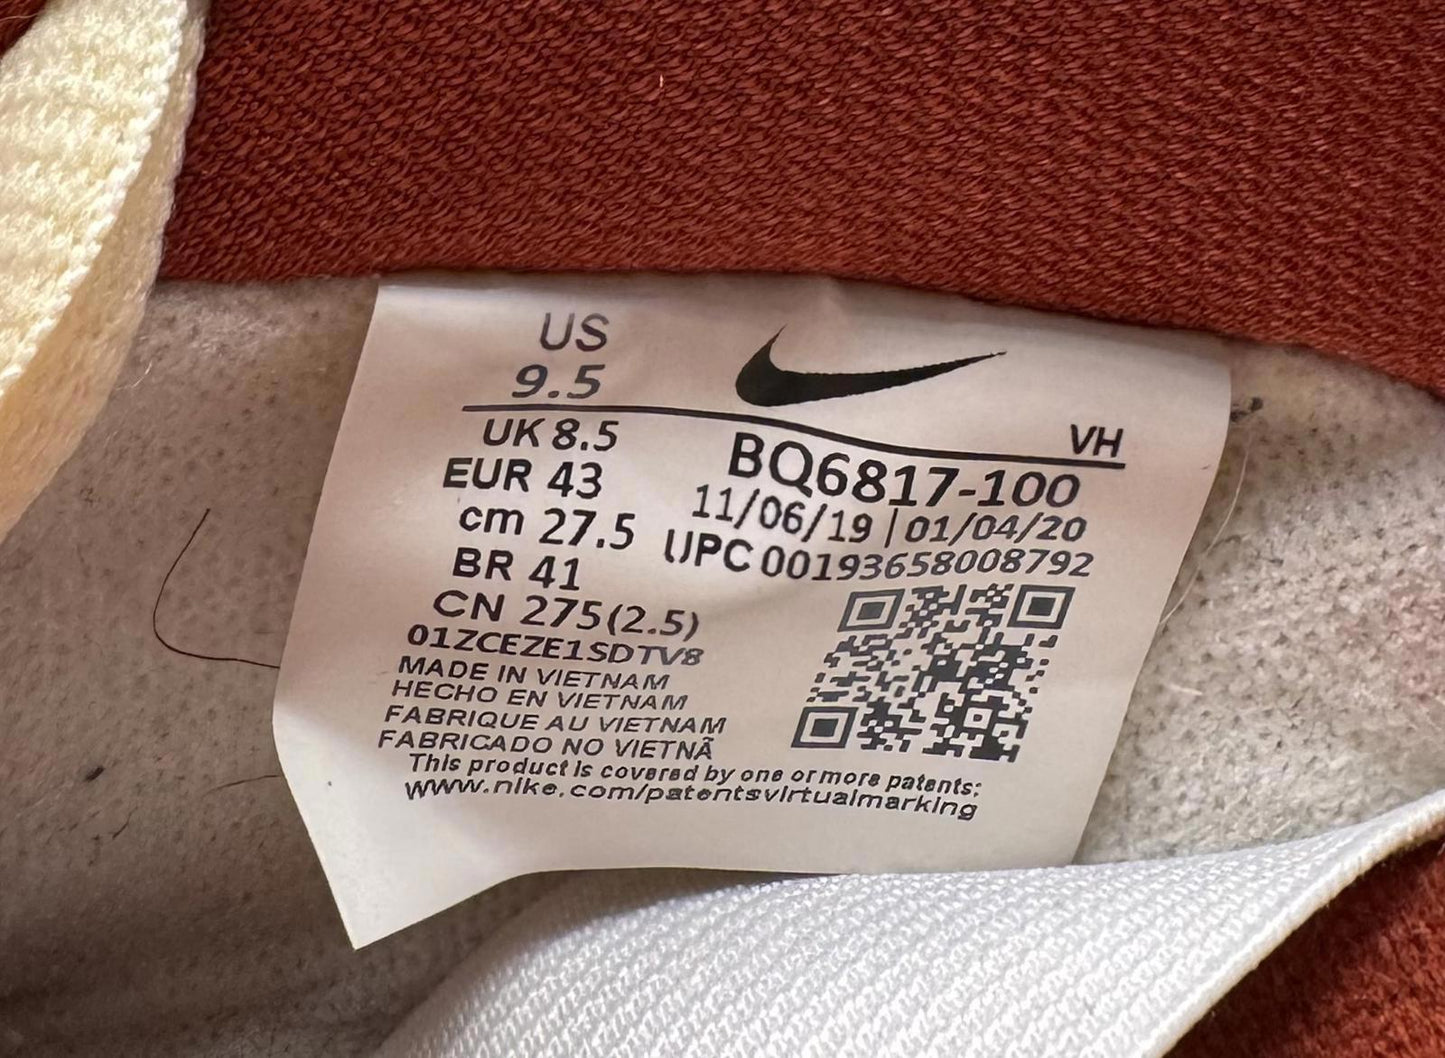 US
9.5
UK 8.5
EUR 43
cm 27.5
BR 41
CN 275(2.5)
01ZCEZE1SDTV8
MADE IN VIETNAM
HECHO EN VIETNAM
FABRIQUE AU VIETNAM
FABRICADO NO VIETNÃ
VH
BQ6817-100
11/06/19 | 01/04/20
UPC 00193658008792
This product is covered by one or more patents:
www.nike.com/patentsvirtualmarking